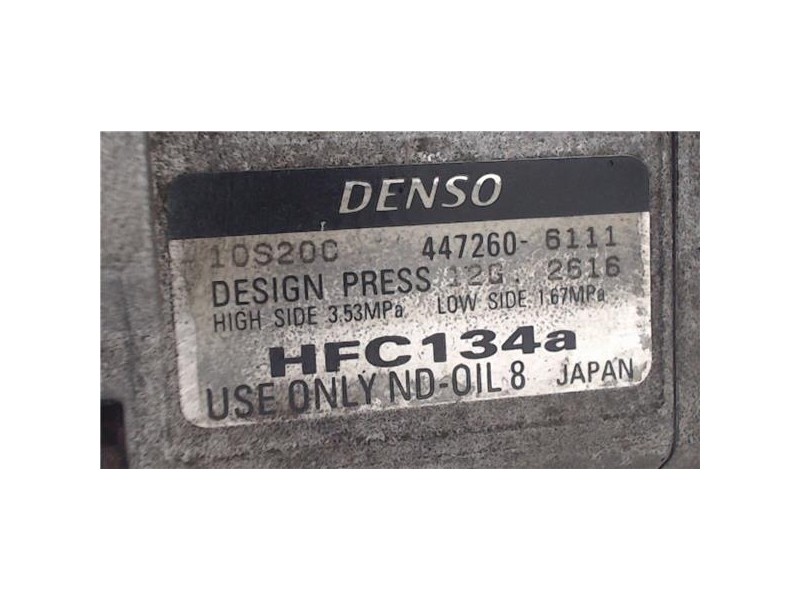 DENSO
10S20C 447260-6111
DESIGN PRESS 12G. 2616
HIGH SIDE 3.53MPa LOW SIDE 1.67MPa
HFC134a
USE ONLY ND-OIL 8 JAPAN